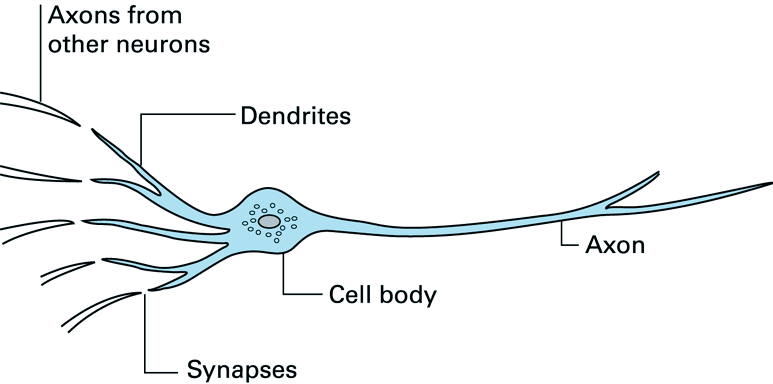 Axons from
other neurons
Dendrites
Axon
Cell body
Synapses